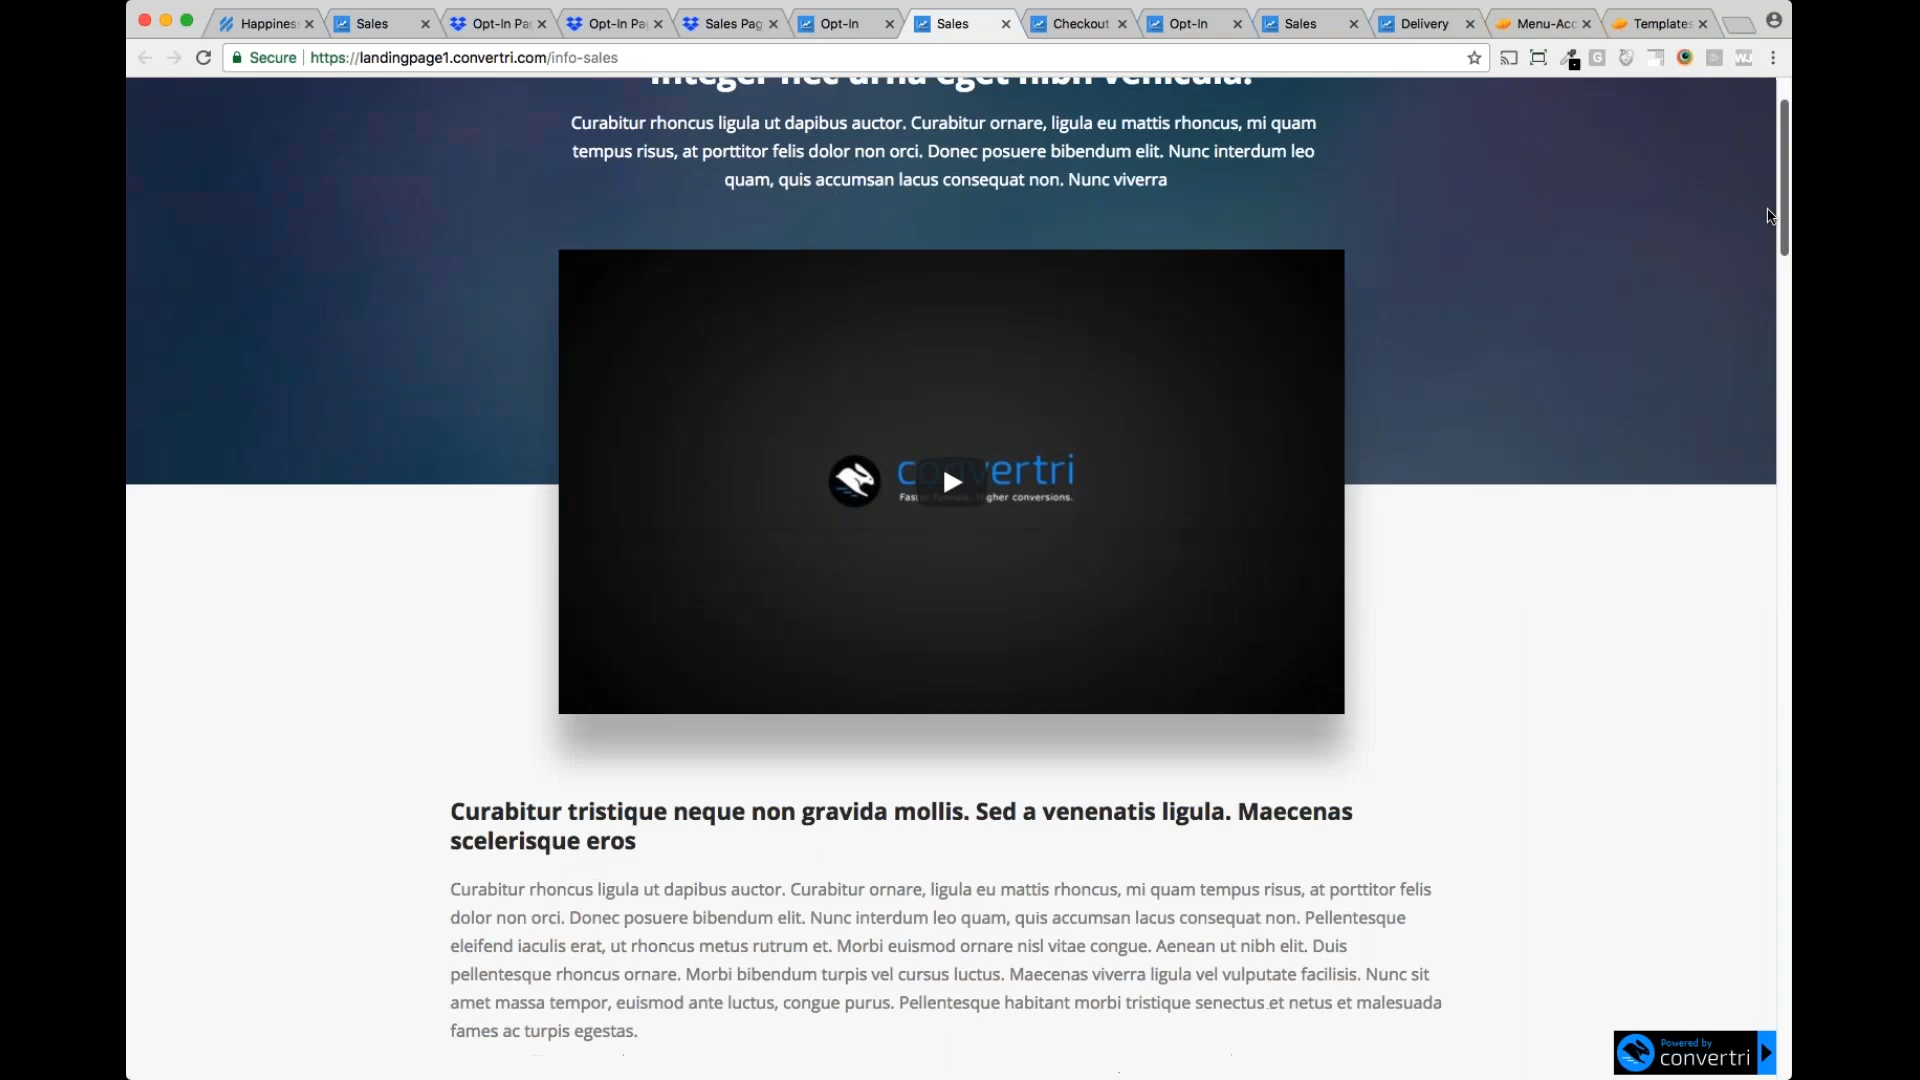 Happines
Sales
Opt-In Pa
Opt-In Pa
Sales Pag
Opt-In
Sales
Checkout
Opt-In
Sales
Delivery
Menu-Acc
Templates
Secure
https://landingpage1.convertri.com/info-sales
Integer nec urna eget nibh vehicula.
Curabitur rhoncus ligula ut dapibus auctor. Curabitur ornare, ligula eu mattis rhoncus, mi quam
tempus risus, at porttitor felis dolor non orci. Donec posuere bibendum elit. Nunc interdum leo
quam, quis accumsan lacus consequat non. Nunc viverra
convertri
Faster funnels. Higher conversions.
Curabitur tristique neque non gravida mollis. Sed a venenatis ligula. Maecenas
scelerisque eros
Curabitur rhoncus ligula ut dapibus auctor. Curabitur ornare, ligula eu mattis rhoncus, mi quam tempus risus, at porttitor felis
dolor non orci. Donec posuere bibendum elit. Nunc interdum leo quam, quis accumsan lacus consequat non. Pellentesque
eleifend iaculis erat, ut rhoncus metus rutrum et. Morbi euismod ornare nisl vitae congue. Aenean ut nibh elit. Duis
pellentesque rhoncus ornare. Morbi bibendum turpis vel cursus luctus. Maecenas viverra ligula vel vulputate facilisis. Nunc sit
amet massa tempor, euismod ante luctus, congue purus. Pellentesque habitant morbi tristique senectus et netus et malesuada
fames ac turpis egestas.
Powered by
convertri